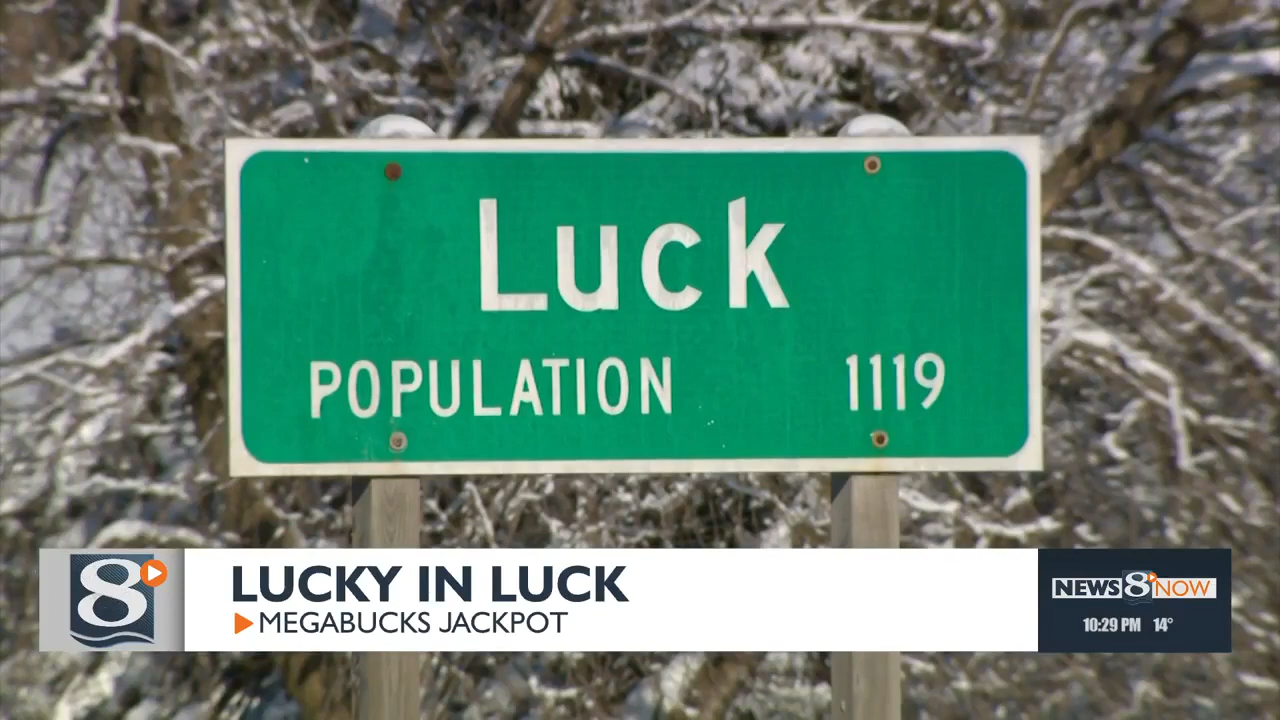 Luck
POPULATION 1119
8
LUCKY IN LUCK
MEGABUCKS JACKPOT
NEWS 8 NOW
10:29 PM 14°